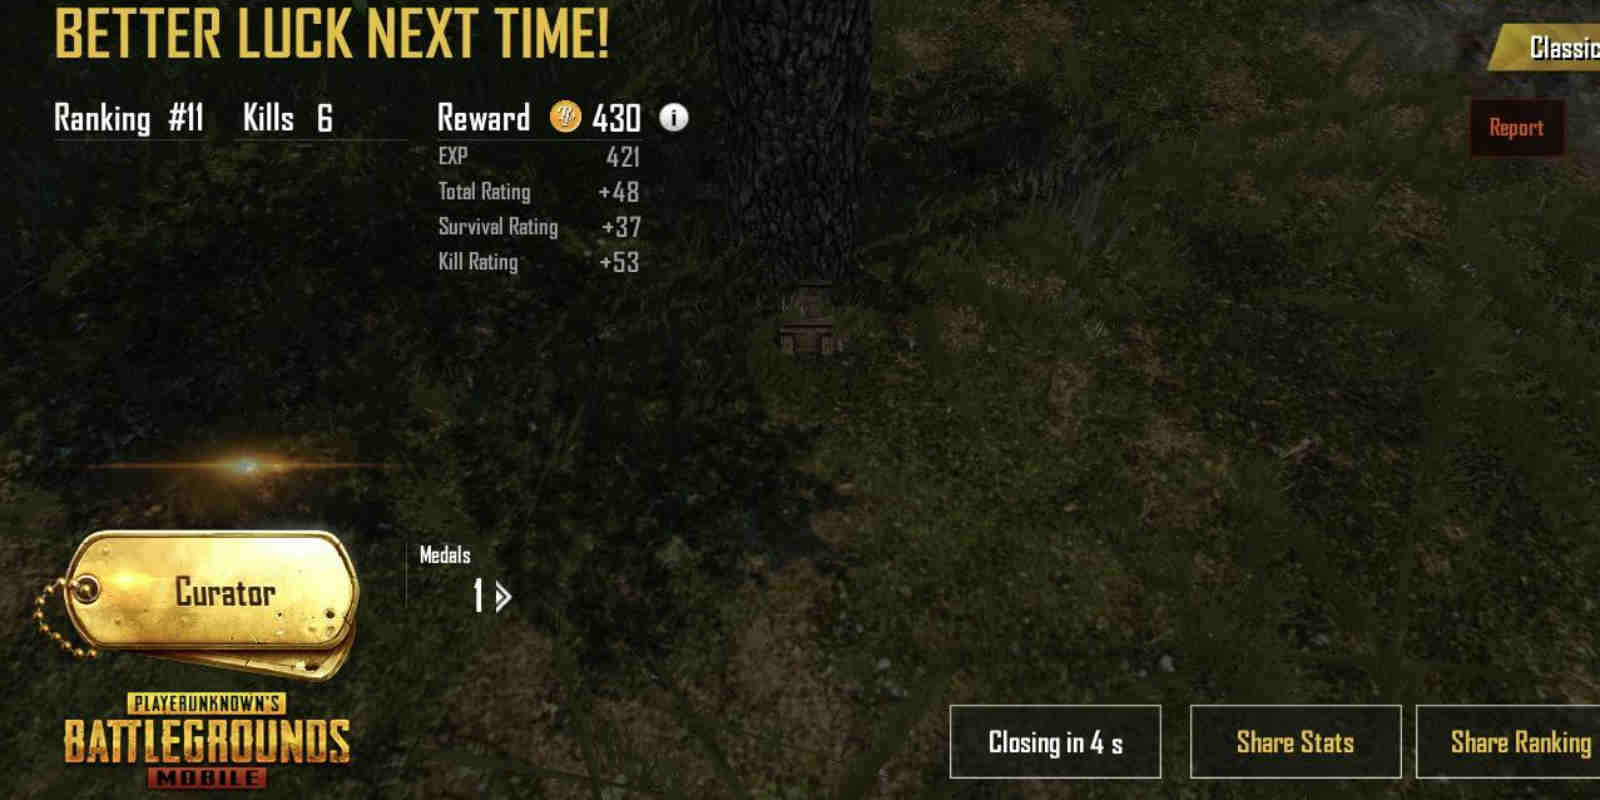 BETTER LUCK NEXT TIME!
Classic
Ranking #11 Kills 6 Reward 430 i
Report
EXP 421
Total Rating +48
Survival Rating +37
Kill Rating +53
Curator
Medals
1
PLAYERUNKNOWN'S
BATTLEGROUNDS
MOBILE
Closing in 4 s
Share Stats
Share Ranking